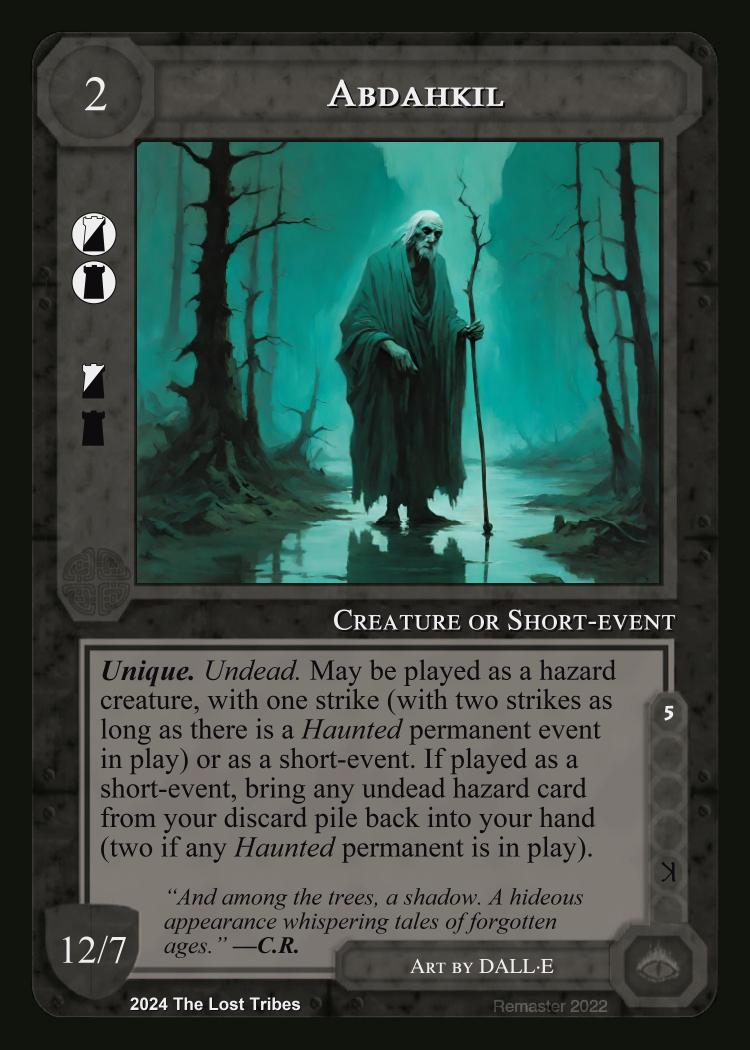 2
Abdahkil
Creature or Short-event
Unique. Undead. May be played as a hazard
creature, with one strike (with two strikes as
long as there is a Haunted permanent event
in play) or as a short-event. If played as a
short-event, bring any undead hazard card
from your discard pile back into your hand
(two if any Haunted permanent is in play).
5
“And among the trees, a shadow. A hideous
appearance whispering tales of forgotten
ages.” —C.R.
12/7
Art by DALL·E
2024 The Lost Tribes
Remaster 2022